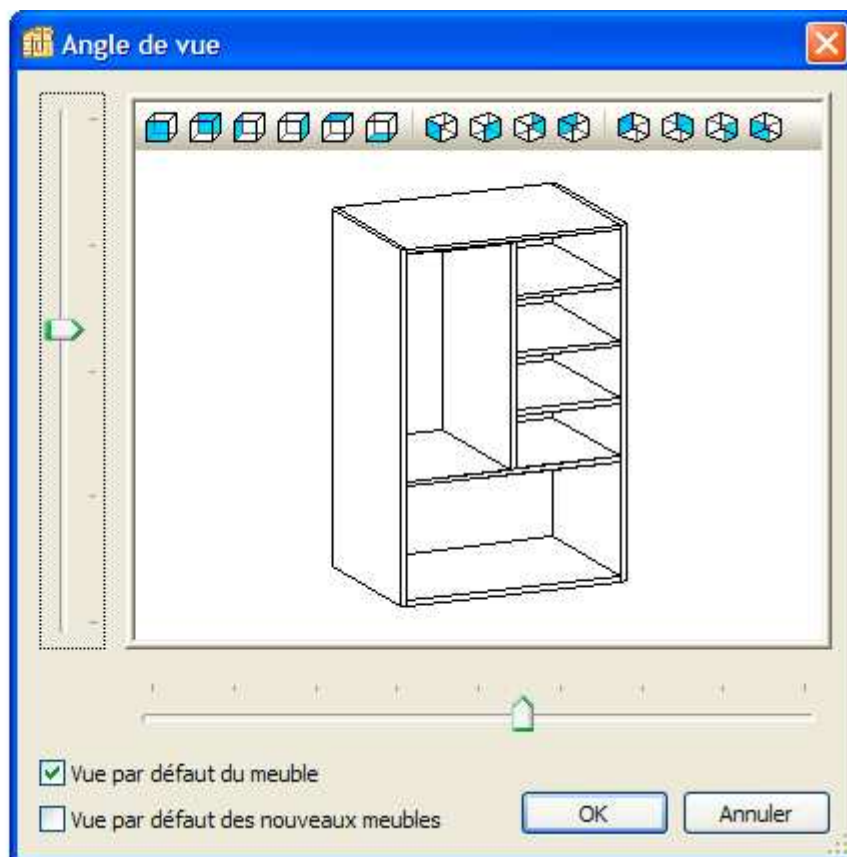 Angle de vue
Vue par défaut du meuble
Vue par défaut des nouveaux meubles
OK
Annuler